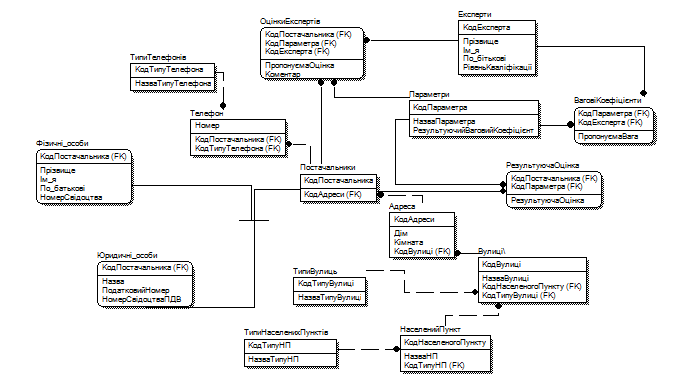 ОцінкиЕкспертів
КодПостачальника (FK)
КодПараметра (FK)
КодЕксперта (FK)
ПропонуємаОцінка
Коментар
Експерти
КодЕксперта
Прізвище
Ім_я
По_бітькові
РівеньКваліфікації
ТипиТелефонів
КодТипуТелефона
НазваТипуТелефона
Параметри
КодПараметра
НазваПараметра
РезультуючийВаговийКоефіцієнт
ВаговіКоефіцієнти
КодПараметра (FK)
КодЕксперта (FK)
ПропонуємаВага
Телефон
Номер
КодПостачальника (FK)
КодТипуТелефона (FK)
Фізичні_особи
КодПостачальника (FK)
Прізвище
Ім_я
По_батькові
НомерСвідоцтва
Постачальники
КодПостачальника
КодАдреси (FK)
РезультуючаОцінка
КодПостачальника (FK)
КодПараметра (FK)
РезультуючаОцінка
Адреса
КодАдреси
Дім
Кімната
КодВулиці (FK)
Юридичні_особи
КодПостачальника (FK)
Назва
ПодатковийНомер
НомерСвідоцтваПДВ
Вулиці\
КодВулиці
НазваВулиці
КодНаселеногоПункту (FK)
КодТипуВулиці (FK)
ТипиВулиць
КодТипуВулиці
НазваТипуВулиці
ТипиНаселенихПунктів
КодТипуНП
НазваТипуНП
НаселенийПункт
КодНаселеногоПункту
НазваНП
КодТипуНП (FK)